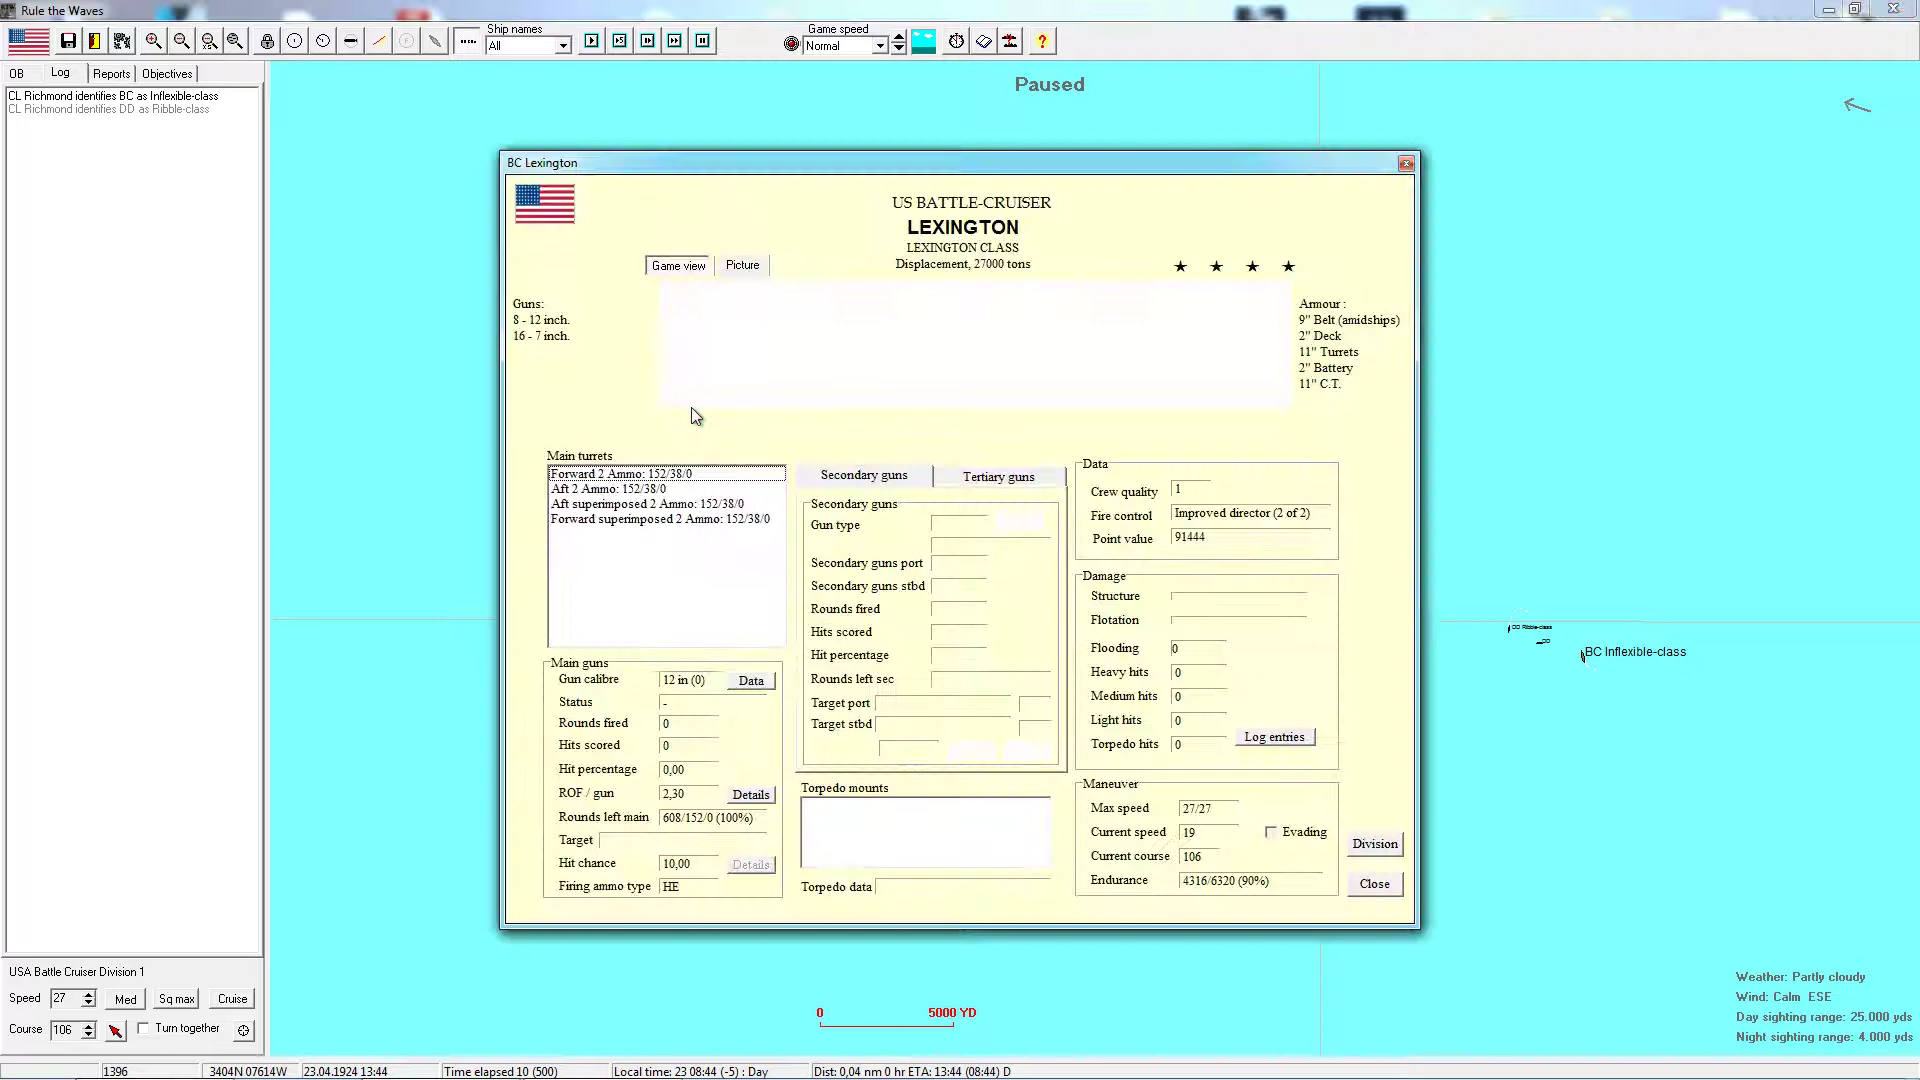 Rule the Waves
Ship names
All
Game speed
Normal
OB
Log
Reports
Objectives
CL Richmond identifies BC as Inflexible-class
CL Richmond identifies DD as Ribble-class
Paused
BC Lexington
US BATTLE-CRUISER
LEXINGTON
LEXINGTON CLASS
Displacement, 27000 tons
Game view
Picture
★ ★ ★ ★
Guns:
8 - 12 inch.
16 - 7 inch.
Armour :
9" Belt (amidships)
2" Deck
11" Turrets
2" Battery
11" C.T.
Main turrets
Forward 2 Ammo: 152/38/0
Aft 2 Ammo: 152/38/0
Aft superimposed 2 Ammo: 152/38/0
Forward superimposed 2 Ammo: 152/38/0
Main guns
Gun calibre 12 in (0) Data
Status -
Rounds fired 0
Hits scored 0
Hit percentage 0,00
ROF / gun 2,30 Details
Rounds left main 608/152/0 (100%)
Target
Hit chance 10,00 Details
Firing ammo type HE
Secondary guns
Tertiary guns
Secondary guns
Gun type
Secondary guns port
Secondary guns stbd
Rounds fired
Hits scored
Hit percentage
Rounds left sec
Target port
Target stbd
Torpedo mounts
Torpedo data
Data
Crew quality 1
Fire control Improved director (2 of 2)
Point value 91444
Damage
Structure
Flotation
Flooding 0
Heavy hits 0
Medium hits 0
Light hits 0
Torpedo hits 0
Log entries
Maneuver
Max speed 27/27
Current speed 19
Evading
Current course 106
Endurance 4316/6320 (90%)
Division
Close
DD Ribble-class
DD
BC Inflexible-class
USA Battle Cruiser Division 1
Speed 27 Med Sq max Cruise
Course 106 Turn together
0 5000 YD
Weather: Partly cloudy
Wind: Calm ESE
Day sighting range: 25.000 yds
Night sighting range: 4.000 yds
1396
3404N 07614W
23.04.1924 13:44
Time elapsed 10 (500)
Local time: 23 08:44 (-5) : Day
Dist: 0,04 nm 0 hr ETA: 13:44 (08:44) D